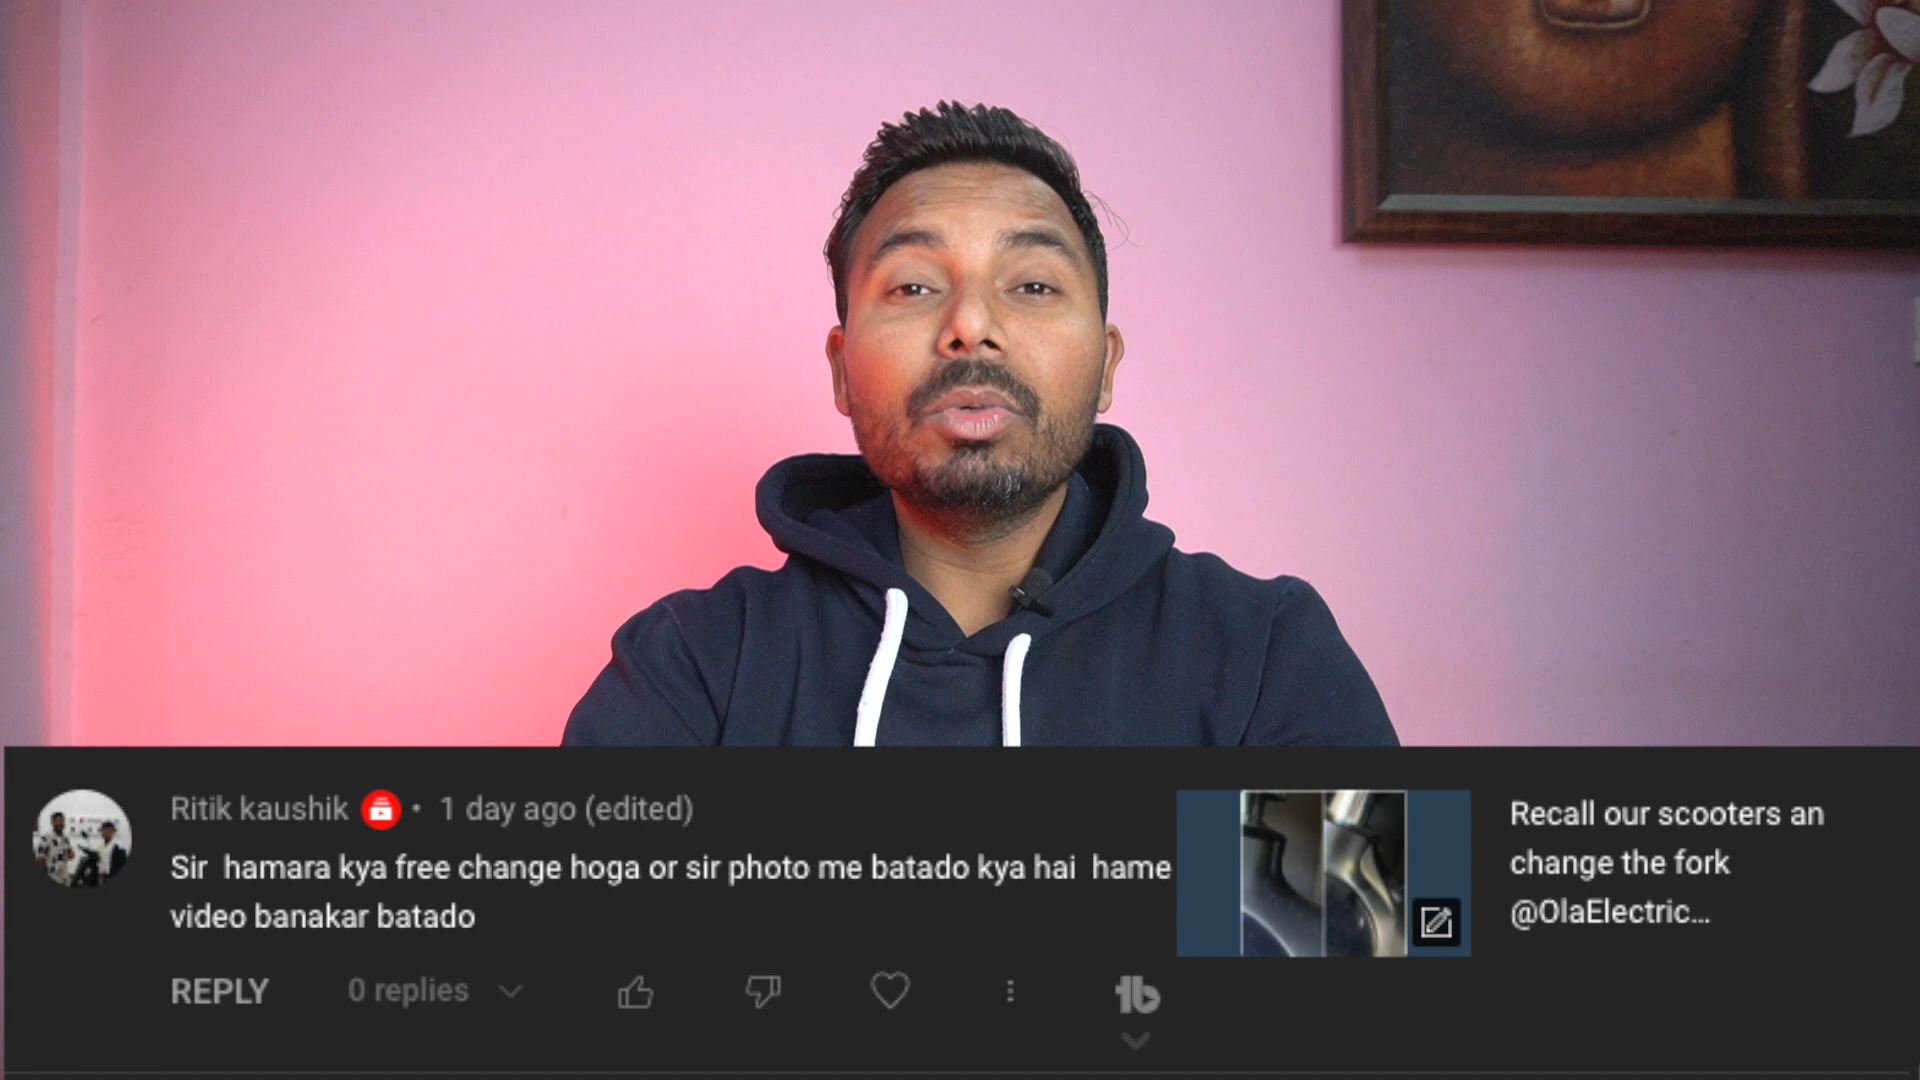 Ritik kaushik • 1 day ago (edited)
Sir hamara kya free change hoga or sir photo me batado kya hai hame
video banakar batado
REPLY 0 replies
Recall our scooters an
change the fork
@OlaElectric...